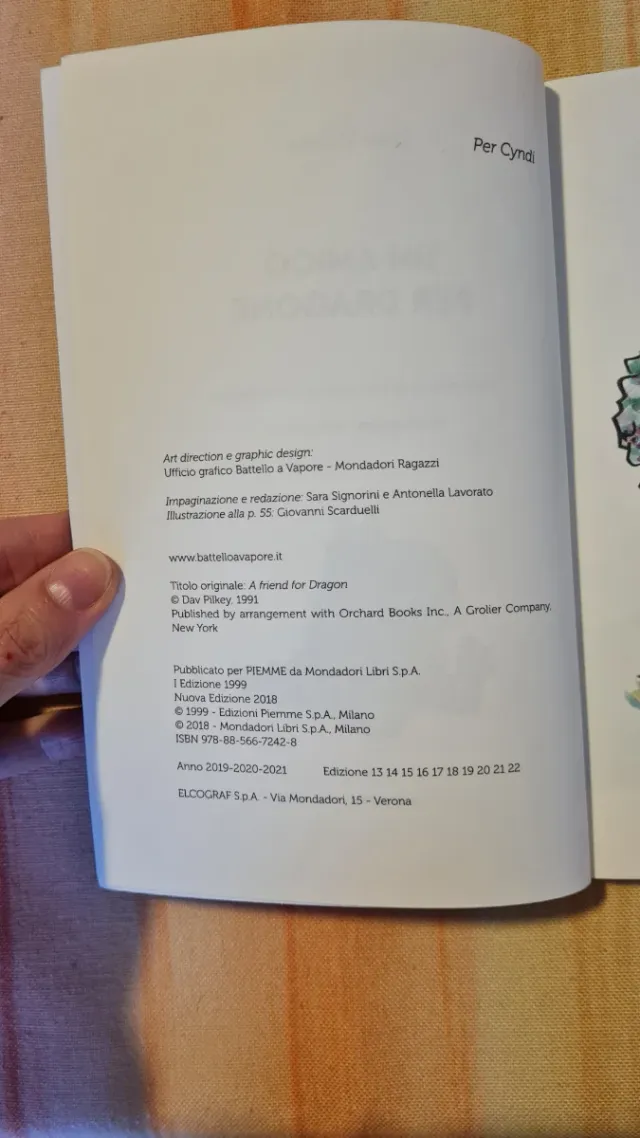 Per Cyndi
Art direction e graphic design:
Ufficio grafico Battello a Vapore - Mondadori Ragazzi
Impaginazione e redazione: Sara Signorini e Antonella Lavorato
Illustrazione alla p. 55: Giovanni Scarduelli
www.battelloavapore.it
Titolo originale: A friend for Dragon
© Dav Pilkey, 1991
Published by arrangement with Orchard Books Inc., A Grolier Company,
New York
Pubblicato per PIEMME da Mondadori Libri S.p.A.
I Edizione 1999
Nuova Edizione 2018
© 1999 - Edizioni Piemme S.p.A., Milano
© 2018 - Mondadori Libri S.p.A., Milano
ISBN 978-88-566-7242-8
Anno 2019-2020-2021 Edizione 13 14 15 16 17 18 19 20 21 22
ELCOGRAF S.p.A. - Via Mondadori, 15 - Verona